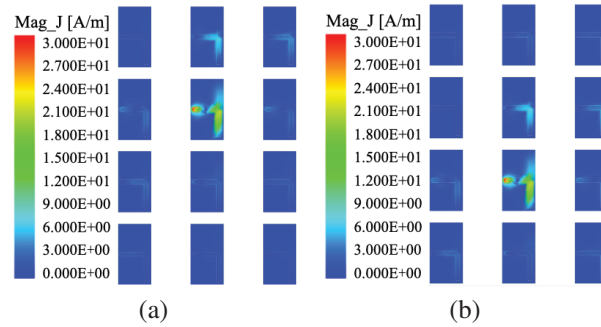 Mag_J [A/m]
3.000E+01
2.700E+01
2.400E+01
2.100E+01
1.800E+01
1.500E+01
1.200E+01
9.000E+00
6.000E+00
3.000E+00
0.000E+00
(a)
Mag_J [A/m]
3.000E+01
2.700E+01
2.400E+01
2.100E+01
1.800E+01
1.500E+01
1.200E+01
9.000E+00
6.000E+00
3.000E+00
0.000E+00
(b)